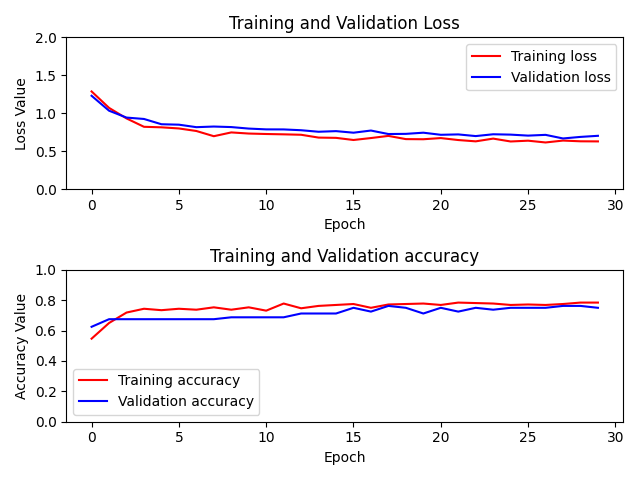 Training and Validation Loss
2.0
1.5
1.0
0.5
0.0
Loss Value
Training loss
Validation loss
0 5 10 15 20 25 30
Epoch
Training and Validation accuracy
1.0
0.8
0.6
0.4
0.2
0.0
Accuracy Value
Training accuracy
Validation accuracy
0 5 10 15 20 25 30
Epoch